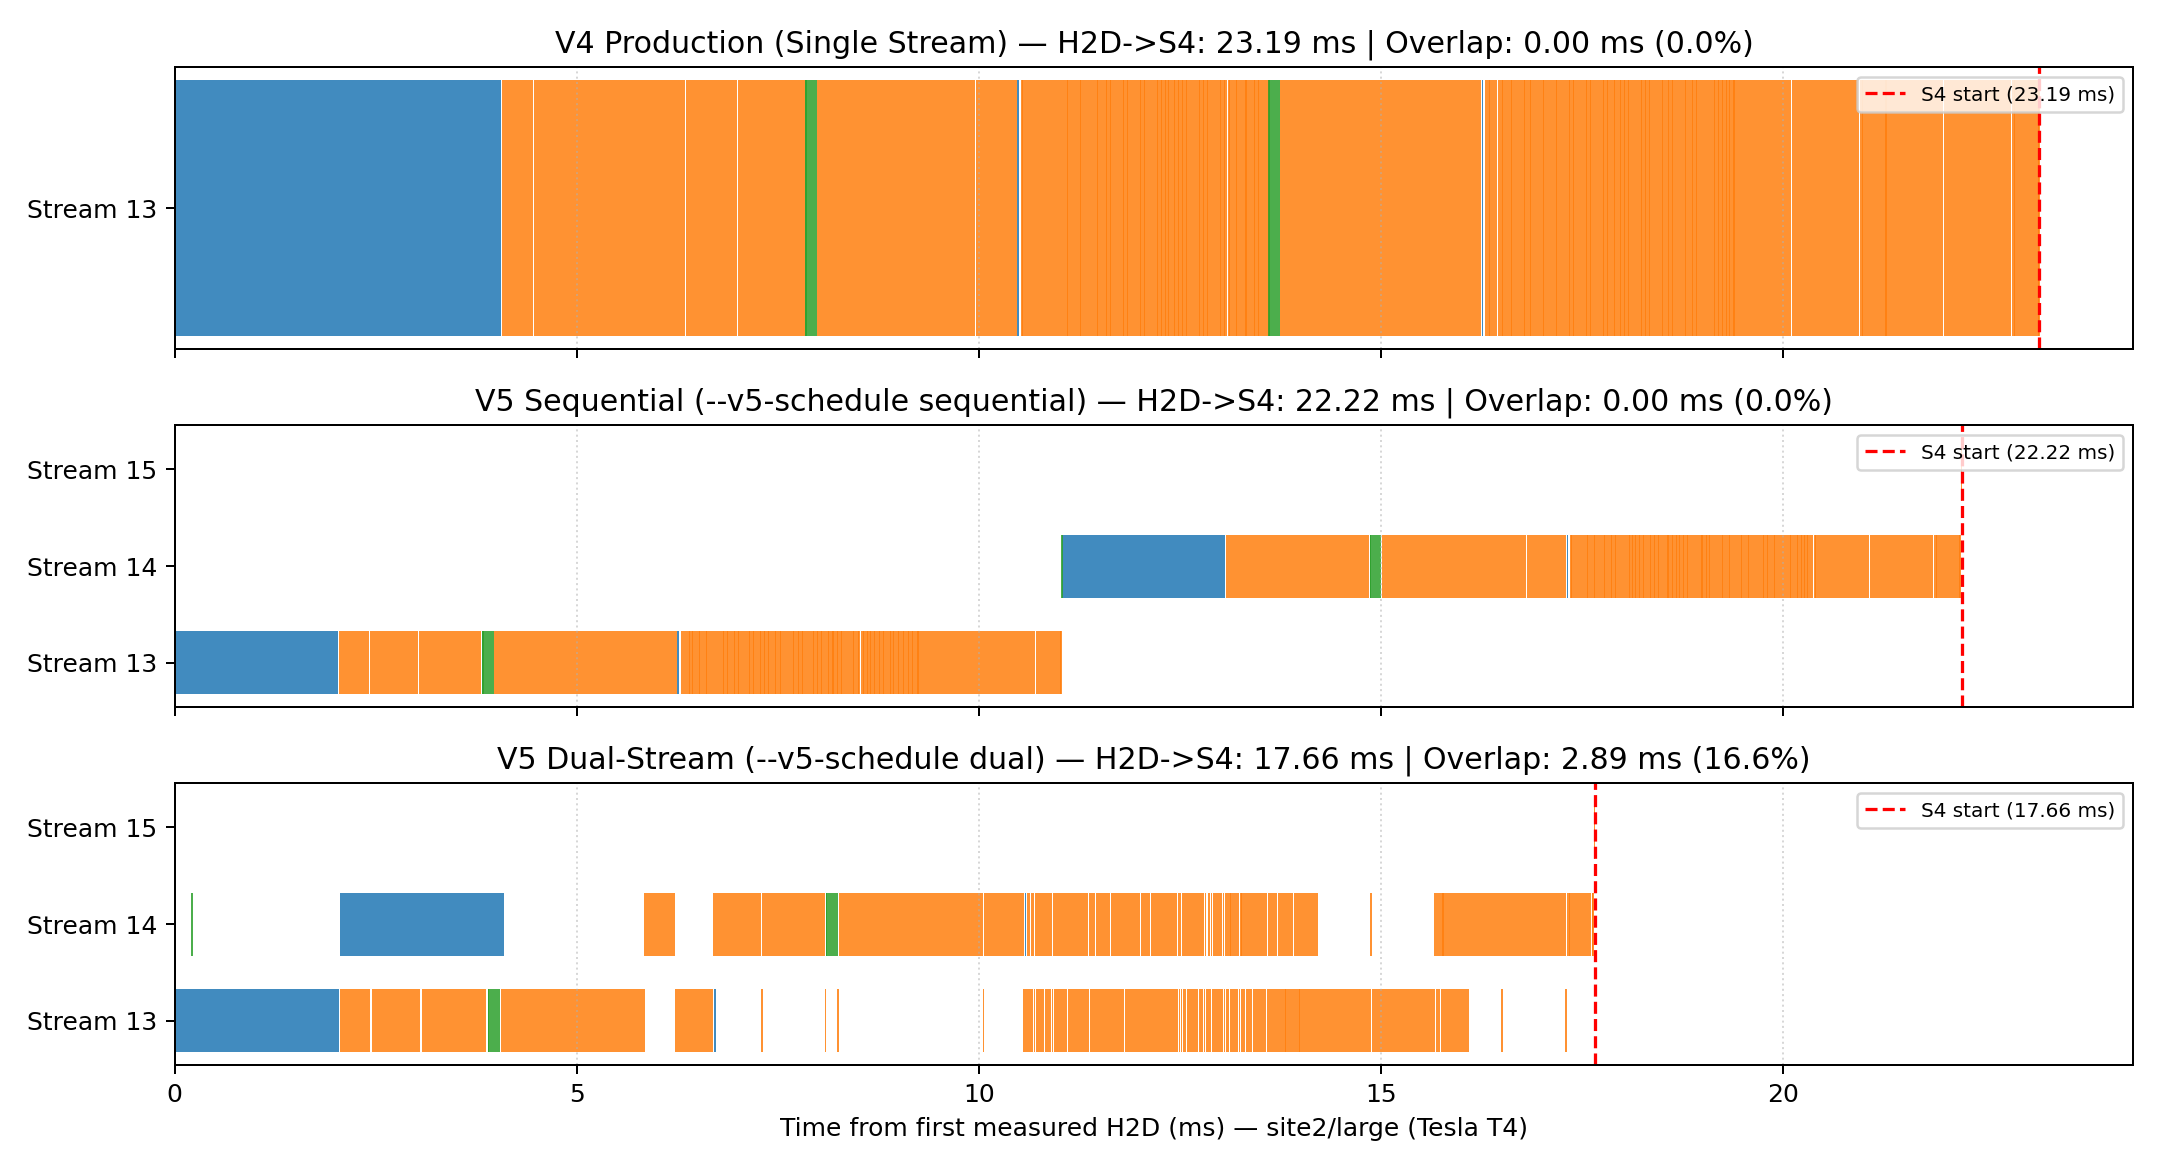 V4 Production (Single Stream) — H2D->S4: 23.19 ms | Overlap: 0.00 ms (0.0%)
S4 start (23.19 ms)
Stream 13
V5 Sequential (--v5-schedule sequential) — H2D->S4: 22.22 ms | Overlap: 0.00 ms (0.0%)
S4 start (22.22 ms)
Stream 15
Stream 14
Stream 13
V5 Dual-Stream (--v5-schedule dual) — H2D->S4: 17.66 ms | Overlap: 2.89 ms (16.6%)
S4 start (17.66 ms)
Stream 15
Stream 14
Stream 13
0 5 10 15 20
Time from first measured H2D (ms) — site2/large (Tesla T4)